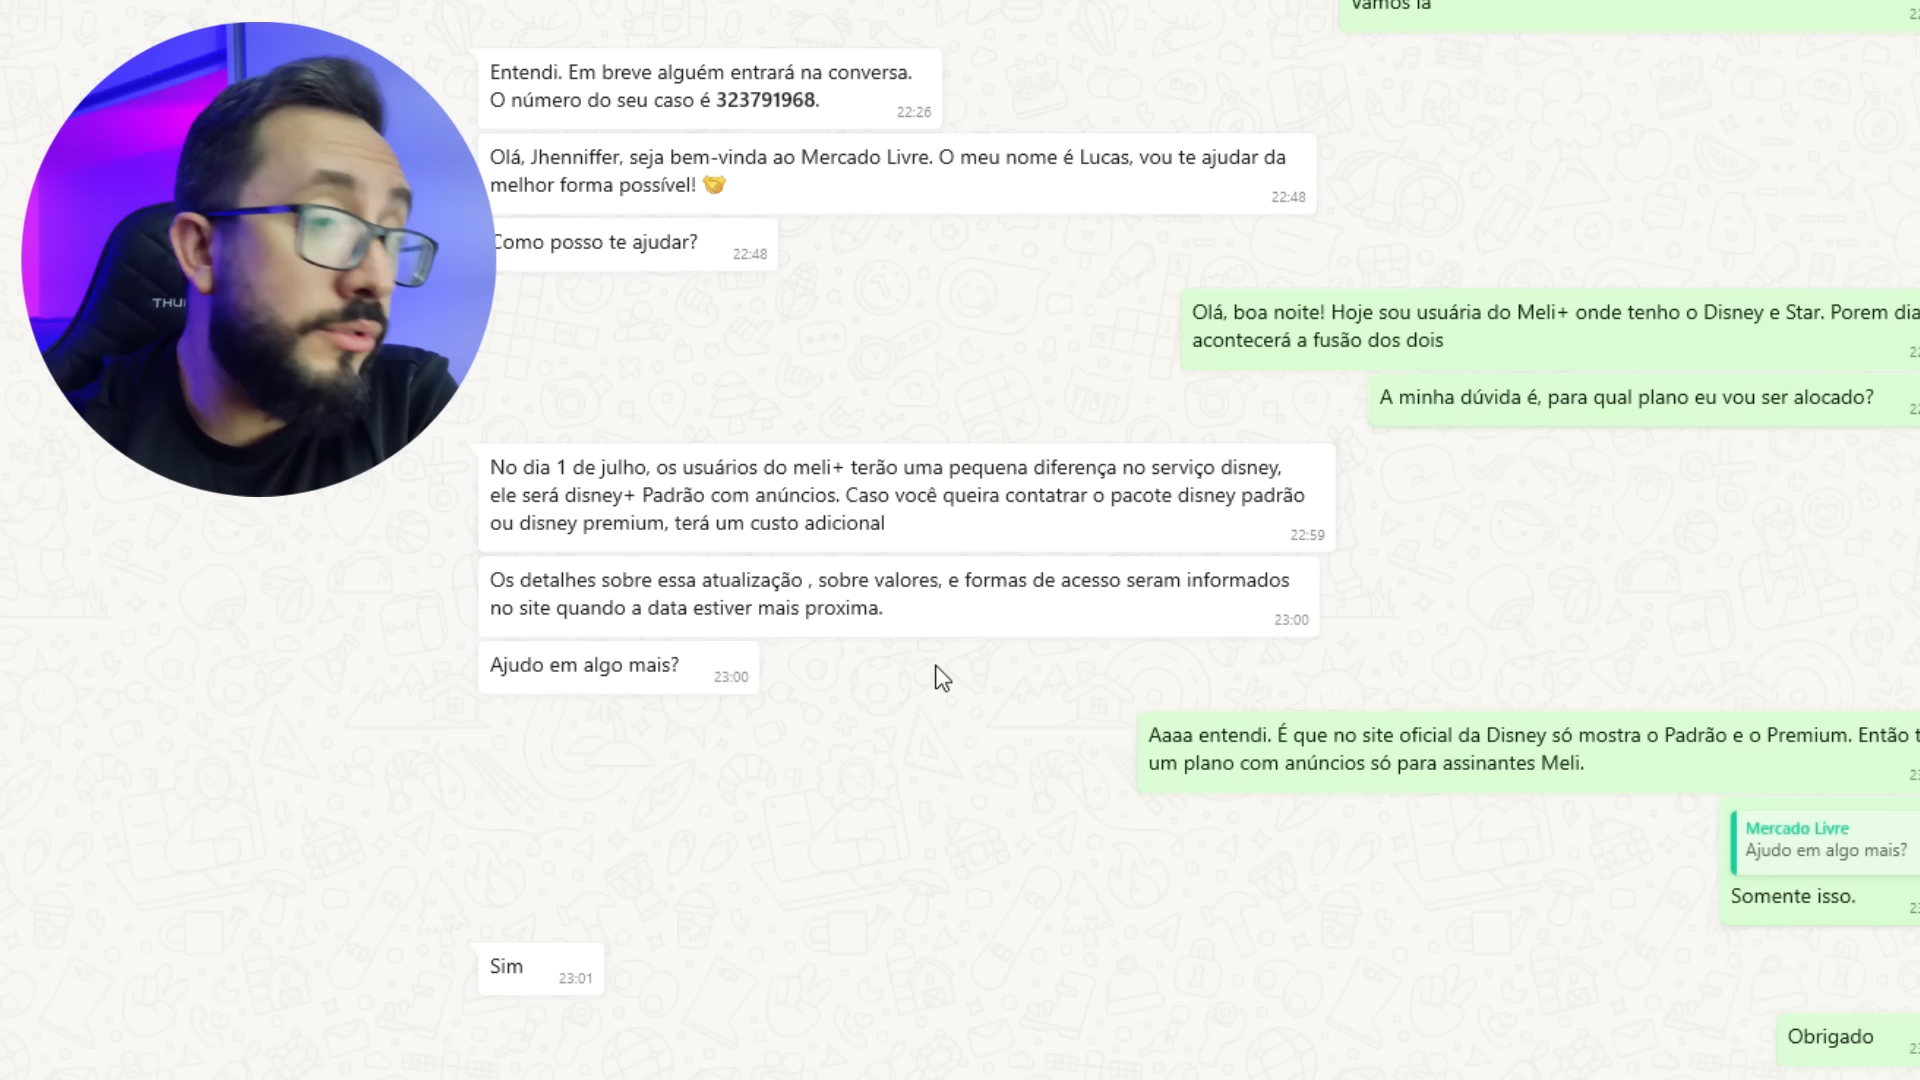 Vamos lá
Entendi. Em breve alguém entrará na conversa.
O número do seu caso é 323791968.
22:26
Olá, Jhenniffer, seja bem-vinda ao Mercado Livre. O meu nome é Lucas, vou te ajudar da
melhor forma possível! 🤝
22:48
Como posso te ajudar?
22:48
THU
Olá, boa noite! Hoje sou usuária do Meli+ onde tenho o Disney e Star. Porem dia
acontecerá a fusão dos dois
A minha dúvida é, para qual plano eu vou ser alocado?
No dia 1 de julho, os usuários do meli+ terão uma pequena diferença no serviço disney,
ele será disney+ Padrão com anúncios. Caso você queira contatrar o pacote disney padrão
ou disney premium, terá um custo adicional
22:59
Os detalhes sobre essa atualização , sobre valores, e formas de acesso seram informados
no site quando a data estiver mais proxima.
23:00
Ajudo em algo mais?
23:00
Aaaa entendi. É que no site oficial da Disney só mostra o Padrão e o Premium. Então t
um plano com anúncios só para assinantes Meli.
Mercado Livre
Ajudo em algo mais?
Somente isso.
Sim
23:01
Obrigado